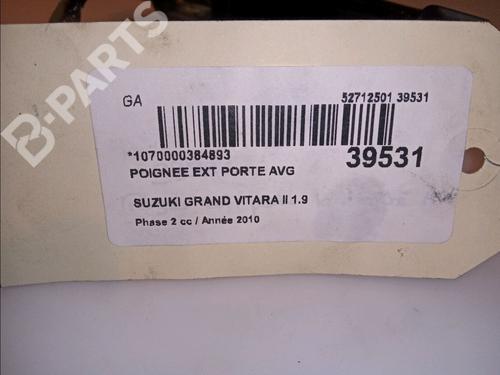 B-PARTS
GA
52712501 39531
*1070000384893
39531
POIGNEE EXT PORTE AVG
SUZUKI GRAND VITARA II 1.9
Phase 2 cc / Année 2010